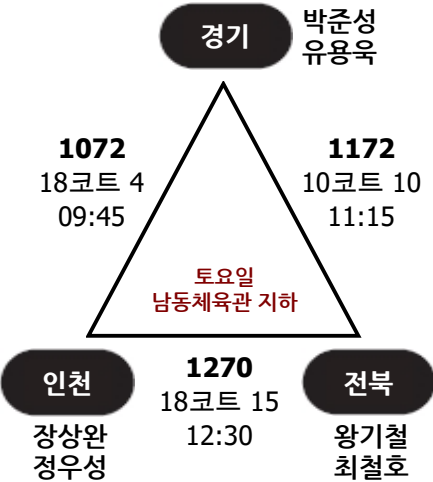 경기
박준성
유용욱
1072
18코트 4
09:45
1172
10코트 10
11:15
토요일
남동체육관 지하
인천
1270
18코트 15
12:30
전북
장상완
정우성
왕기철
최철호